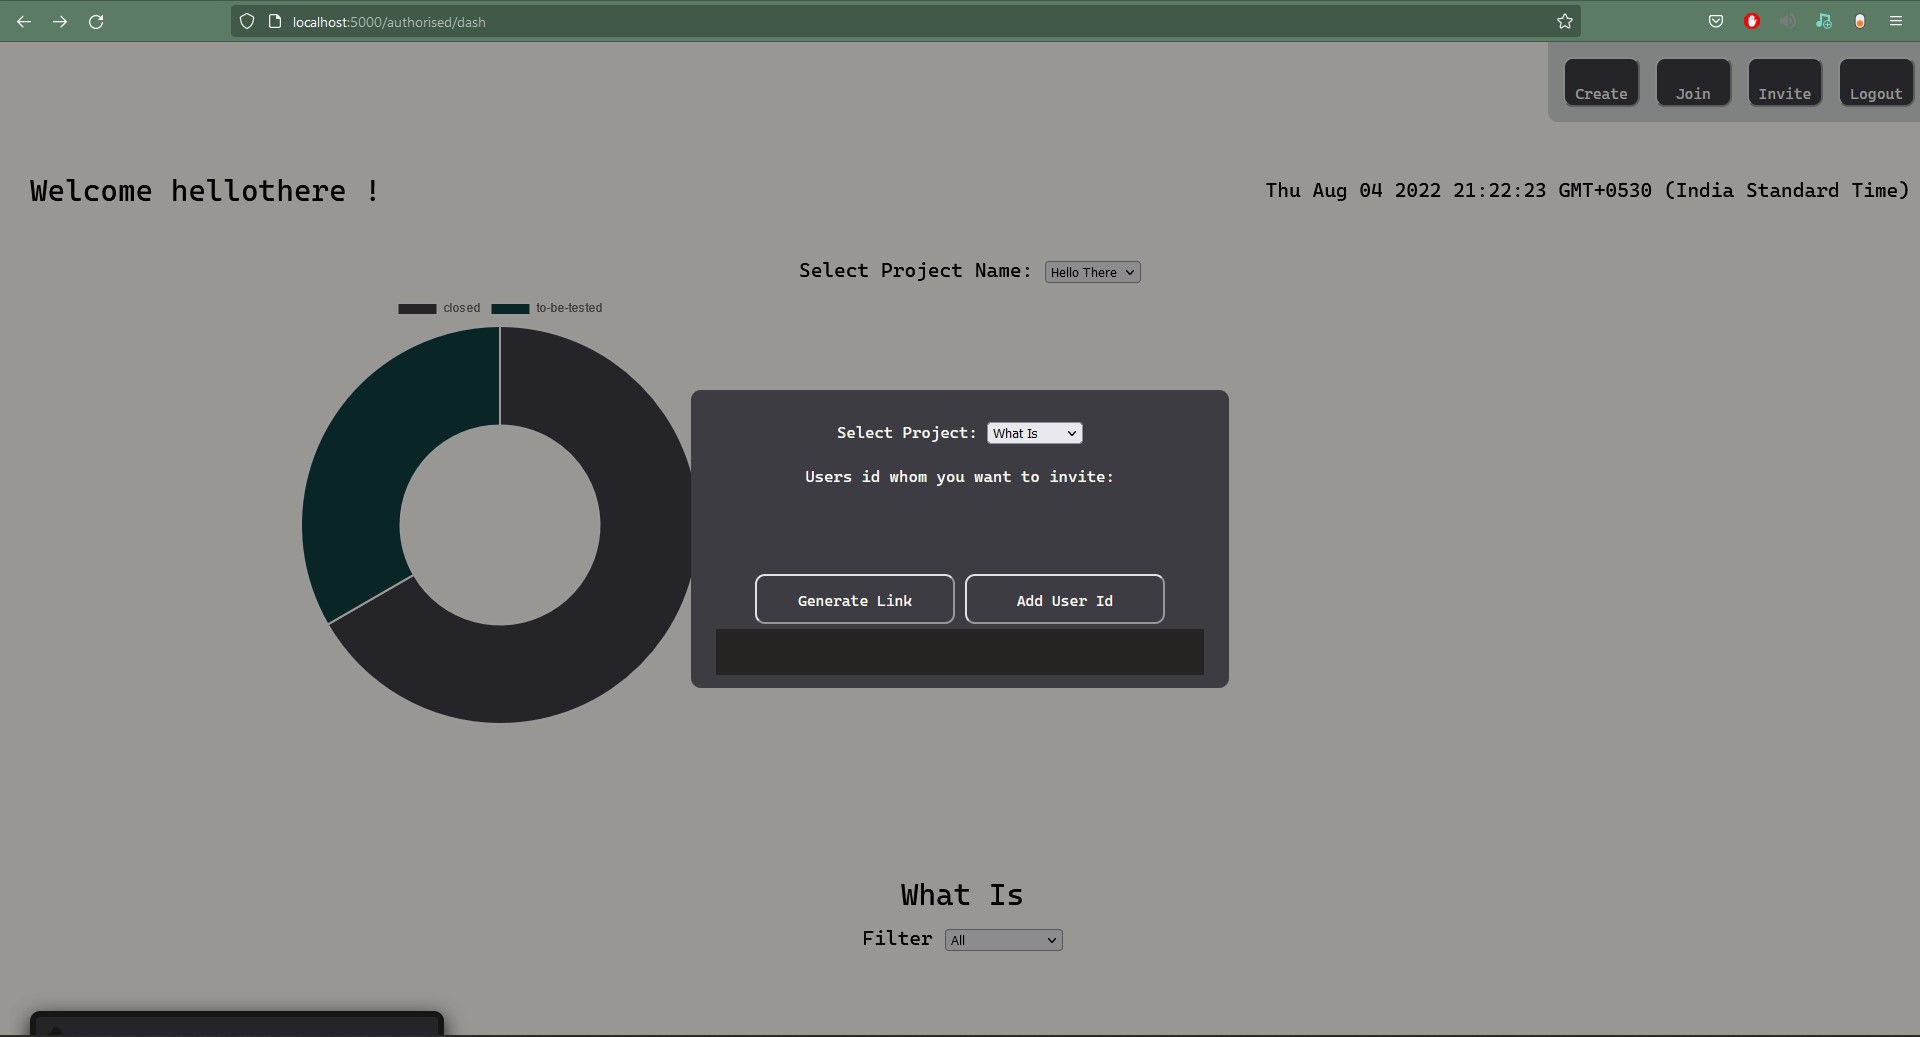 localhost:5000/authorised/dash
Create Join Invite Logout
Welcome hellothere !
Thu Aug 04 2022 21:22:23 GMT+0530 (India Standard Time)
Select Project Name: Hello There
closed to-be-tested
Select Project: What Is
Users id whom you want to invite:
Generate Link Add User Id
What Is
Filter All